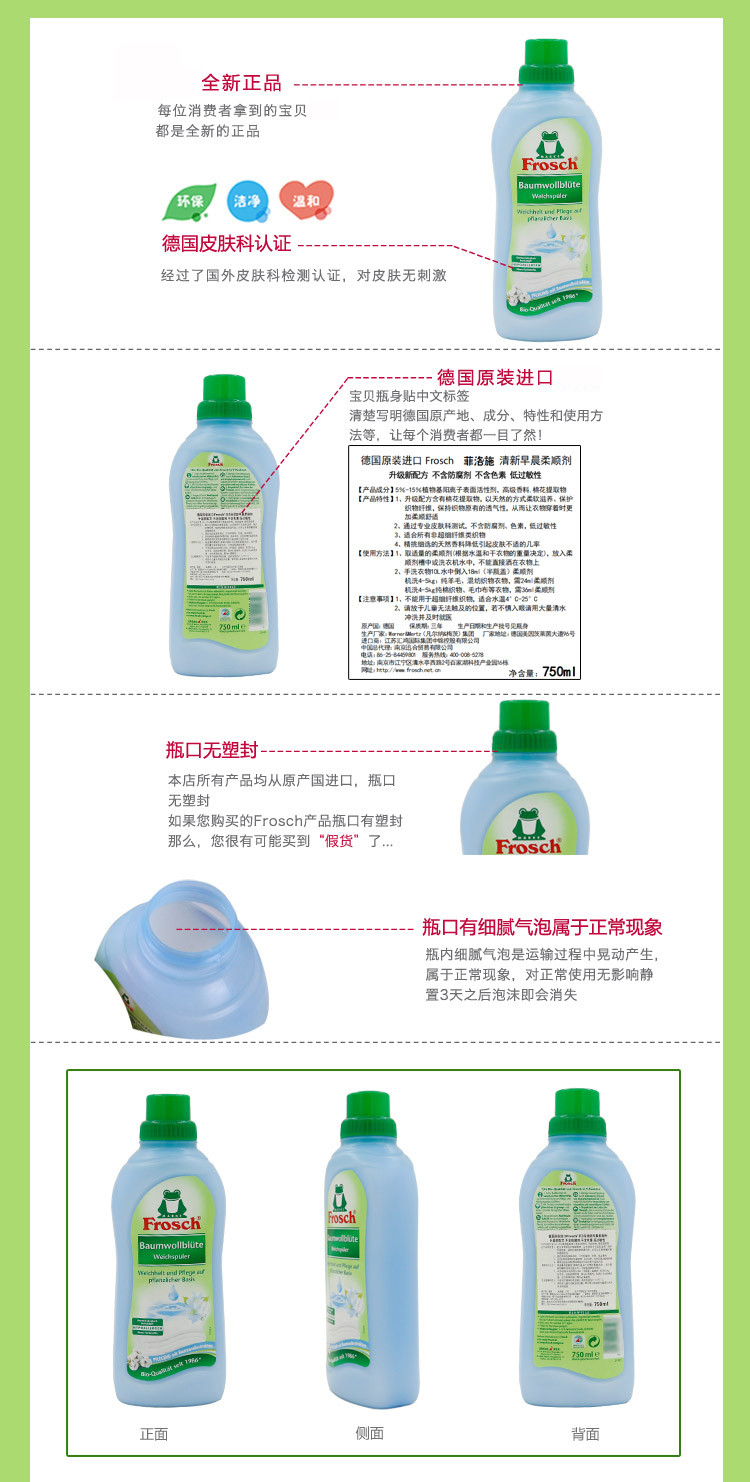 全新正品
每位消费者拿到的宝贝
都是全新的正品
Frosch
Baumwollblüte
Weichspüler
Weichheit und Pflege auf
pflanzlicher Basis
Bio-Qualität seit 1986*
环保 洁净 温和
德国皮肤科认证
经过了国外皮肤科检测认证，对皮肤无刺激
德国原装进口
宝贝瓶身贴中文标签
清楚写明德国原产地、成分、特性和使用方
法等，让每个消费者都一目了然！
Frosch
750ml
750 ml e
德国原装进口 Frosch 菲洛施 清新早晨柔顺剂
升级新配方 不含防腐剂 不含色素 低过敏性
【产品成分】5%-15%植物基阳离子表面活性剂，高级香料，棉花提取物
【产品特性】1、升级配方含有棉花提取物，以天然的方式柔软滋养、保护
织物纤维，保持织物原有的透气性，从而让衣物穿着时更
加柔顺舒适
2、通过专业皮肤科测试。不含防腐剂，色素，低过敏性
3、适合所有非超细纤维类织物
4、精挑细选的天然香料降低引起皮肤不适的几率
【使用方法】1、取适量的柔顺剂（根据水温和干衣物的重量决定），放入柔
顺剂槽中或洗衣机水中，不能直接洒在衣物上
2、手洗衣物10L水中倒入18ml（半瓶盖）柔顺剂
机洗4-5kg：纯羊毛，混纺织物衣物，需24ml柔顺剂
机洗4-5kg纯棉织物，毛巾布等衣物，需36ml柔顺剂
【注意事项】1、不能用于超细纤维织物，适合水温4°C-25°C
2、请放于儿童无法触及的位置，若不慎入眼请用大量清水
冲洗并及时就医
原产国：德国 保质期：三年 生产日期和生产批号见瓶身
生产厂家：Werner&Mertz（凡尔纳&梅茨）集团 厂家地址：德国美因茨莱茵大道96号
进口商：江苏汇鸿国际集团中锦控股有限公司
中国总代理：南京迅合贸易有限公司
电话：86-25-84459801 服务热线：400-008-5278
地址：南京市江宁区清水亭西路2号百家湖科技产业园16栋
网址：http://www.frosch.net.cn
净含量：750ml
瓶口无塑封
本店所有产品均从原产国进口，瓶口
无塑封
如果您购买的Frosch产品瓶口有塑封
那么，您很有可能买到“假货”了...
Frosch
瓶口有细腻气泡属于正常现象
瓶内细腻气泡是运输过程中晃动产生，
属于正常现象，对正常使用无影响静
置3天之后泡沫即会消失
Frosch
Baumwollblüte
Weichspüler
Weichheit und Pflege auf
pflanzlicher Basis
Bio-Qualität seit 1986*
Frosch
Frosch
750ml
750 ml e
正面
侧面
背面